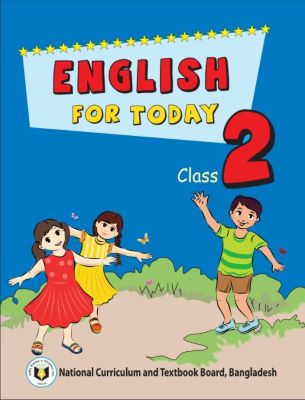 ENGLISH
FOR TODAY
Class 2
National Curriculum and Textbook Board, Bangladesh